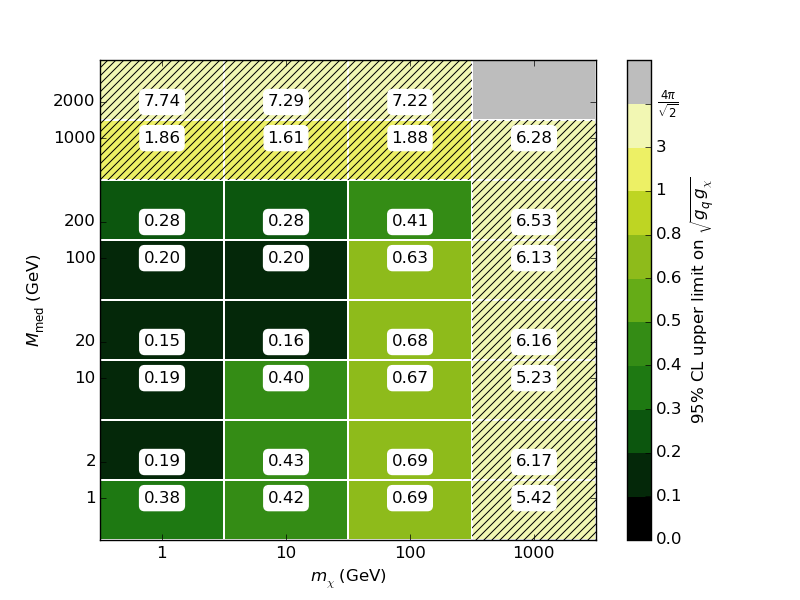 2000 7.74 7.29 7.22
1000 1.86 1.61 1.88 6.28
200 0.28 0.28 0.41 6.53
100 0.20 0.20 0.63 6.13
20 0.15 0.16 0.68 6.16
10 0.19 0.40 0.67 5.23
2 0.19 0.43 0.69 6.17
1 0.38 0.42 0.69 5.42
1 10 100 1000
mχ (GeV)
Mmed (GeV)
4π/√2
3
1
0.8
0.6
0.5
0.4
0.3
0.2
0.1
0.0
95% CL upper limit on √gq gχ